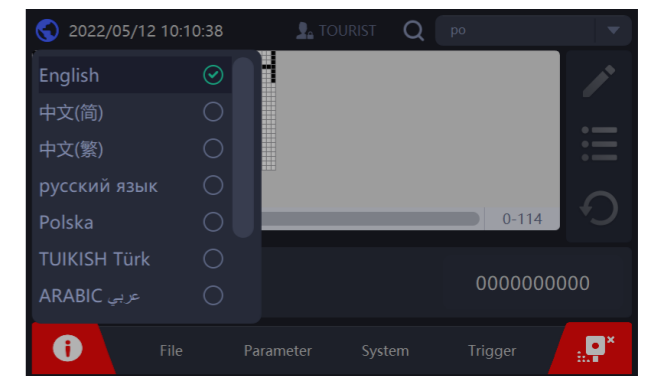 2022/05/12 10:10:38 TOURIST po
English
中文(简)
中文(繁)
русский язык
Polska
0-114
TUIKISH Türk
ARABIC عربي
0000000000
File Parameter System Trigger